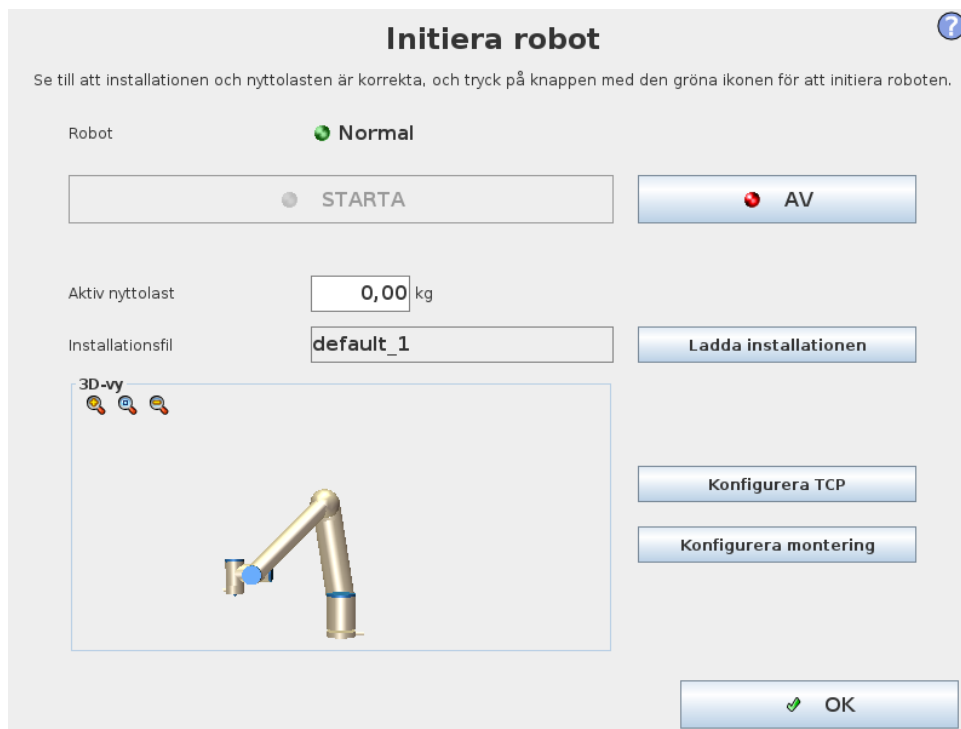 Initiera robot
?
Se till att installationen och nyttolasten är korrekta, och tryck på knappen med den gröna ikonen för att initiera roboten.
Robot
Normal
STARTA
AV
Aktiv nyttolast
0,00 kg
Installationsfil
default_1
Ladda installationen
3D-vy
Konfigurera TCP
Konfigurera montering
OK